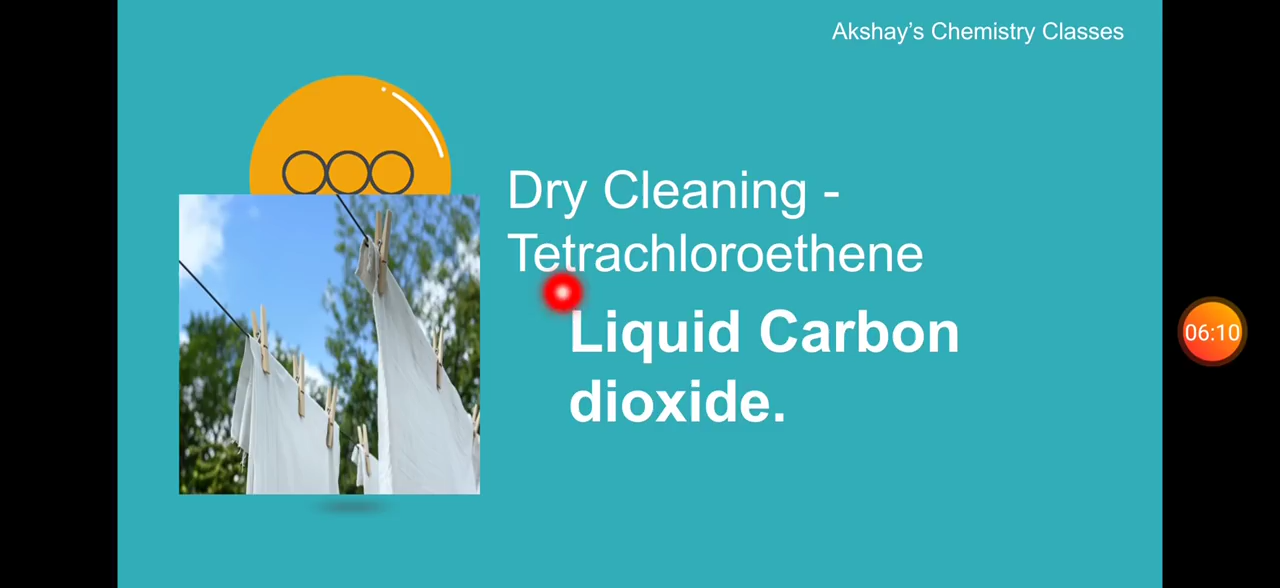 Akshay's Chemistry Classes
Dry Cleaning -
Tetrachloroethene
Liquid Carbon
dioxide.
06:10